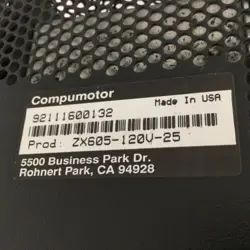 Compumotor
92111600132 Made In USA
Prod: ZX605-120V-25
5500 Business Park Dr.
Rohnert Park, CA 94928